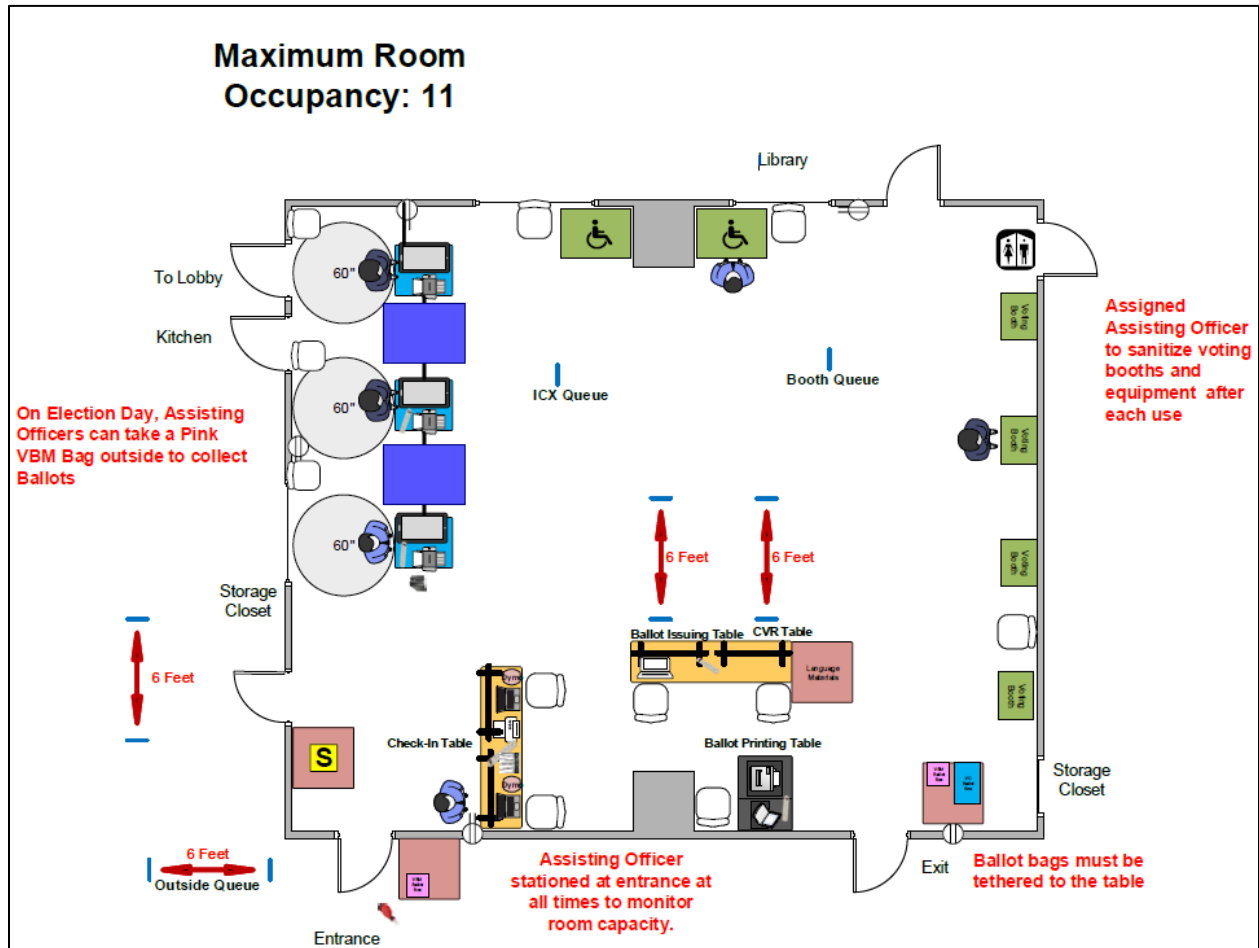 Maximum Room
Occupancy: 11
Library
To Lobby
60"
Kitchen
Voting
Booth
Assigned
Assisting Officer
to sanitize voting
booths and
equipment after
each use
ICX Queue
Booth Queue
On Election Day, Assisting
Officers can take a Pink
VBM Bag outside to collect
Ballots
60"
Voting
Booth
60"
6 Feet
6 Feet
Voting
Booth
Storage
Closet
Ballot Issuing Table
CVR Table
Language
Materials
6 Feet
Dymo
Voting
Booth
Check-In Table
Ballot Printing Table
S
Dymo
Storage
Closet
6 Feet
Outside Queue
Assisting Officer
stationed at entrance at
all times to monitor
room capacity.
Exit
Ballot bags must be
tethered to the table
Entrance